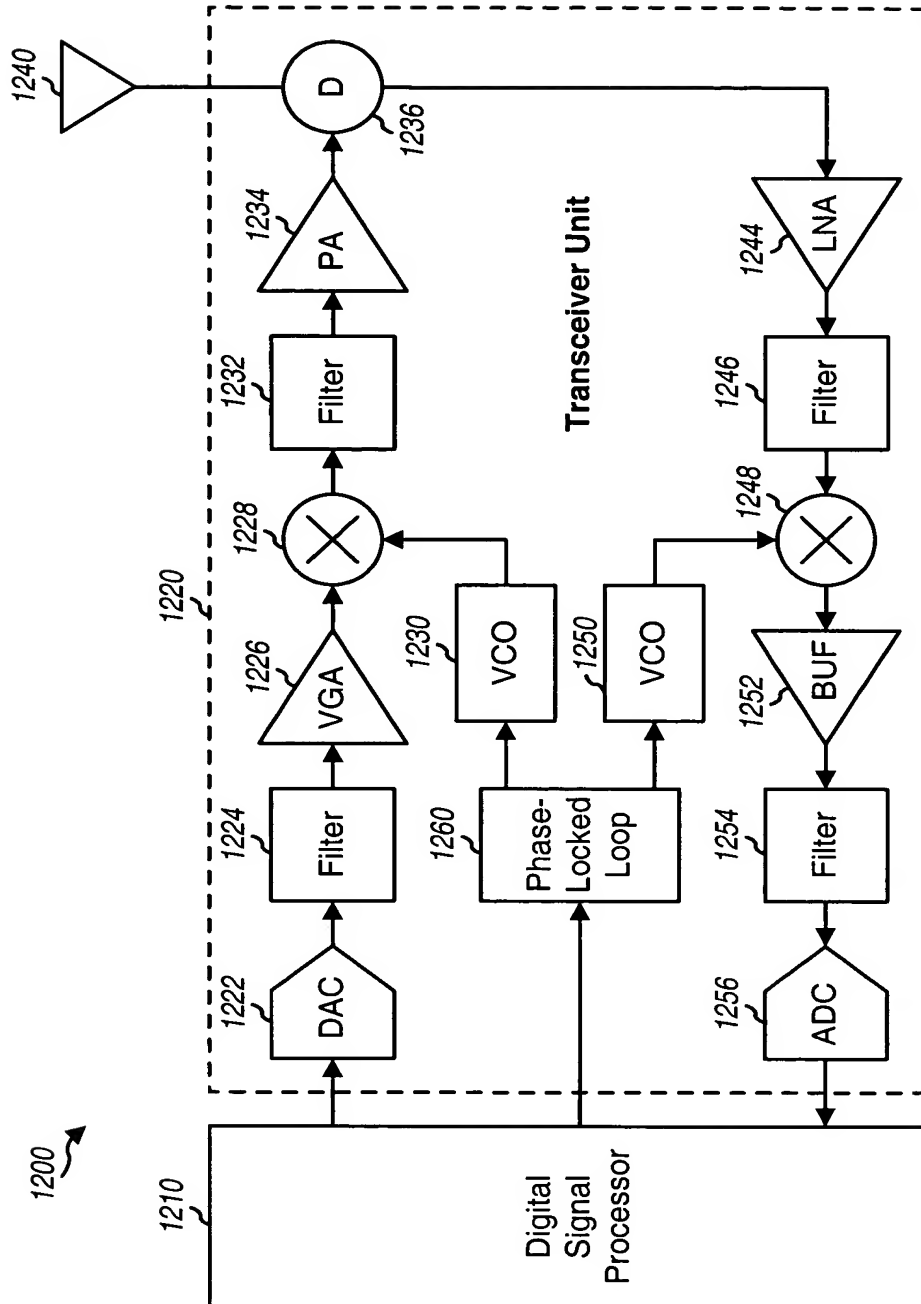 1200
1210
Digital
Signal
Processor
1220
1222
DAC
1224
Filter
1226
VGA
1228
1232
Filter
1234
PA
D
1236
1240
1230
VCO
1260
Phase-
Locked
Loop
1250
VCO
Transceiver Unit
1256
ADC
1254
Filter
1252
BUF
1248
1246
Filter
1244
LNA